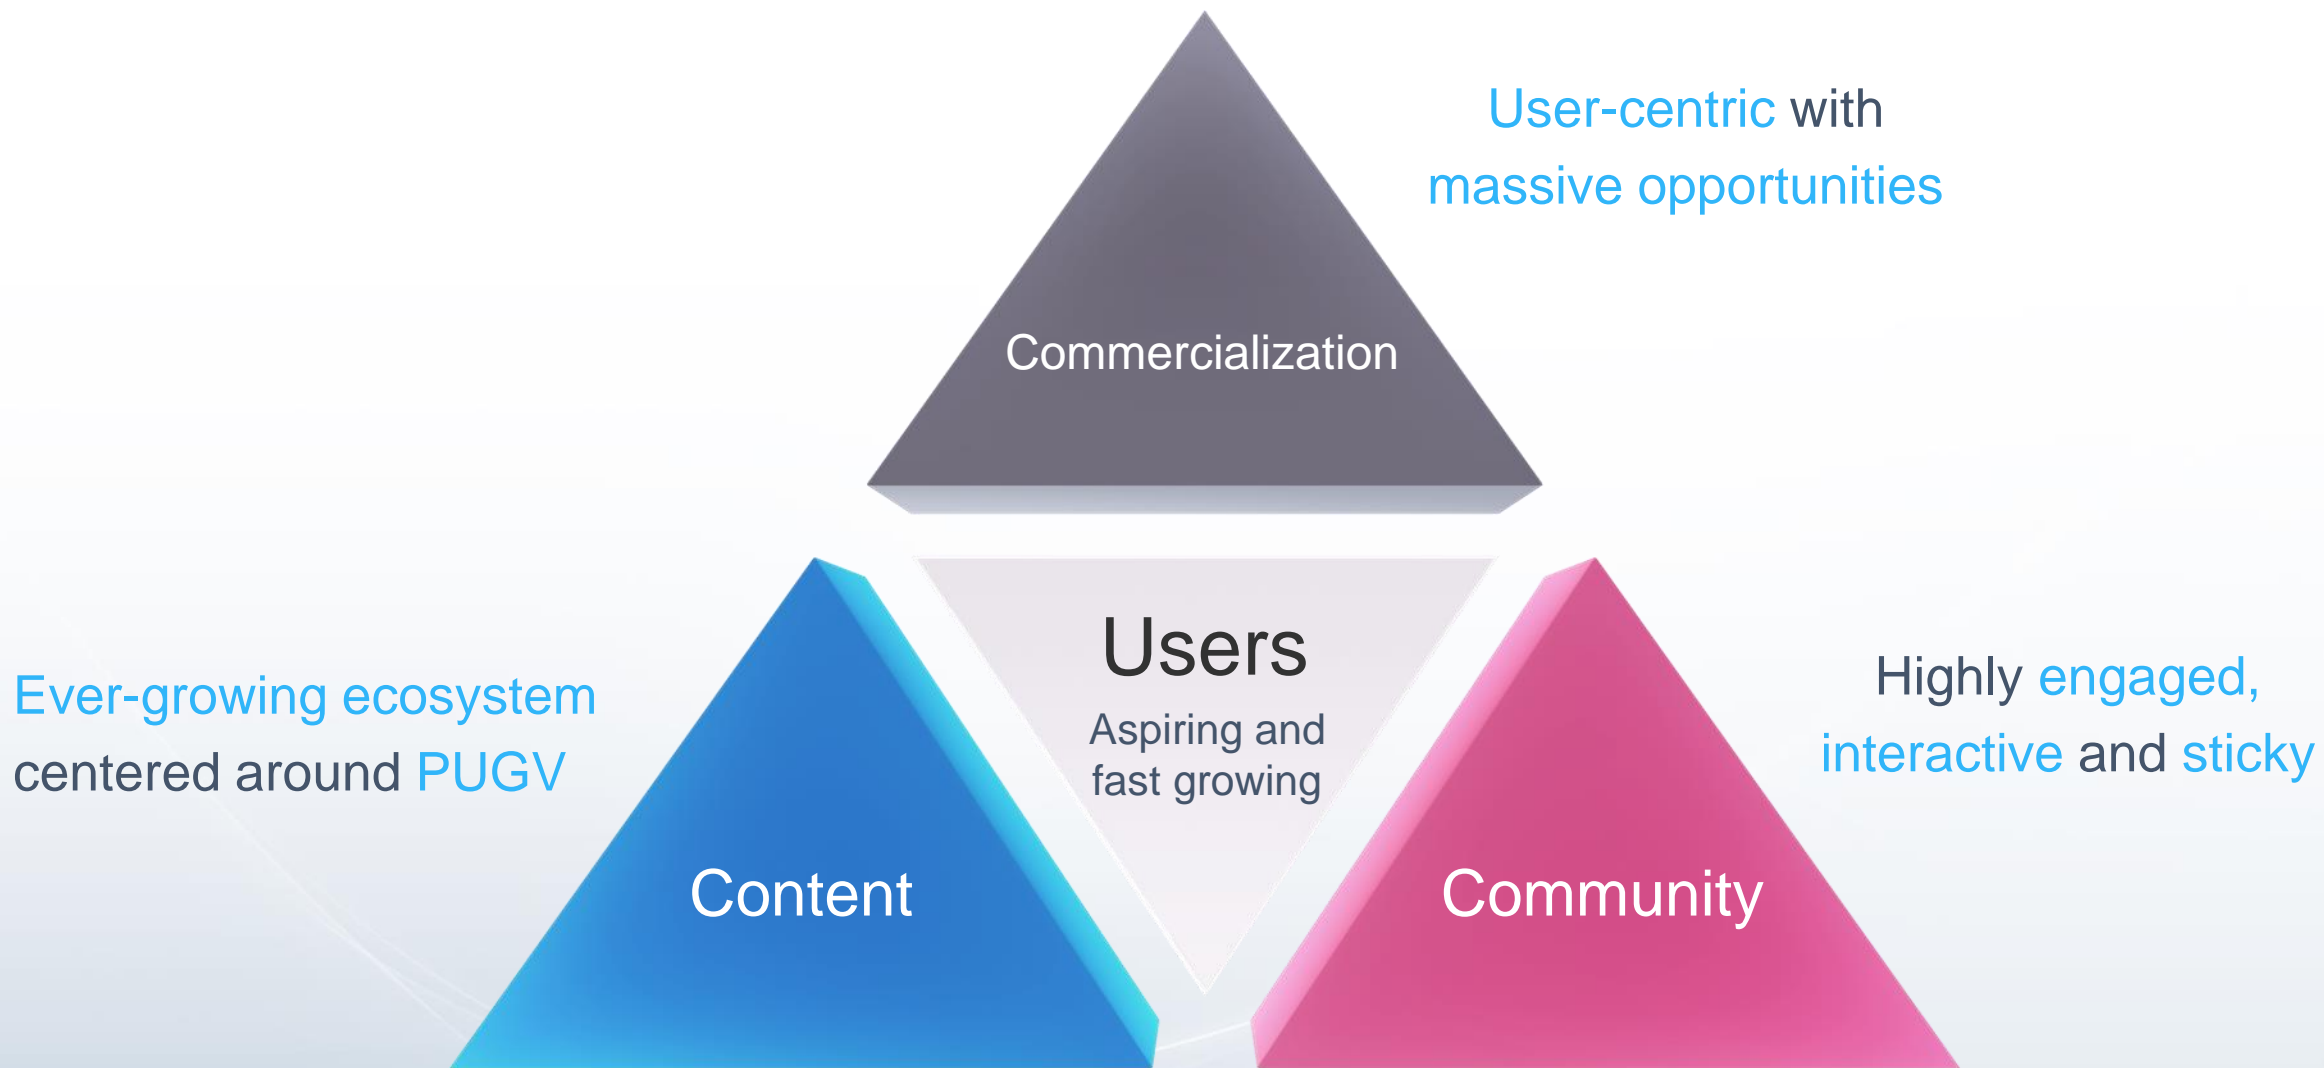 User-centric with
massive opportunities
Commercialization
Users
Aspiring and
fast growing
Ever-growing ecosystem
centered around PUGV
Highly engaged,
interactive and sticky
Content
Community